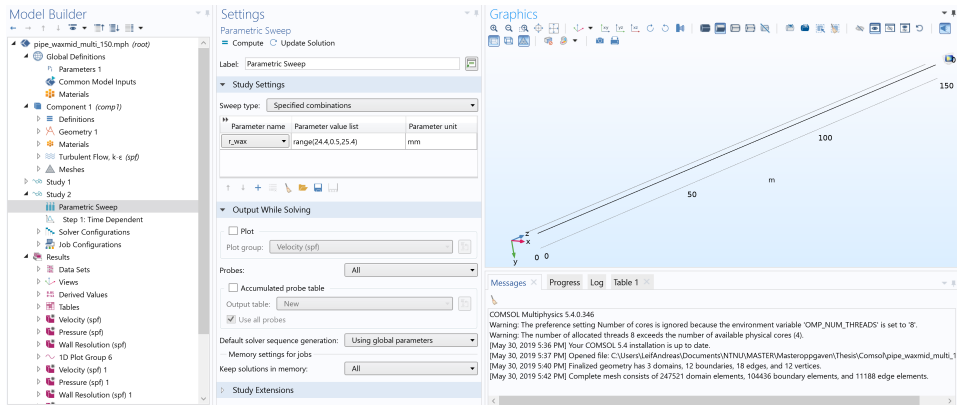 Model Builder
pipe_waxmid_multi_150.mph (root)
Global Definitions
Pi Parameters 1
Common Model Inputs
Materials
Component 1 (comp1)
Definitions
Geometry 1
Materials
Turbulent Flow, k-ε (spf)
Meshes
Study 1
Study 2
Parametric Sweep
Step 1: Time Dependent
Solver Configurations
Job Configurations
Results
Data Sets
Views
Derived Values
Tables
Velocity (spf)
Pressure (spf)
Wall Resolution (spf)
1D Plot Group 6
Velocity (spf) 1
Pressure (spf) 1
Wall Resolution (spf) 1
Settings
Parametric Sweep
= Compute Update Solution
Label: Parametric Sweep
Study Settings
Sweep type: Specified combinations
Parameter name Parameter value list Parameter unit
r_wax range(24.4,0.5,25.4) mm
Output While Solving
Plot
Plot group: Velocity (spf)
Probes: All
Accumulated probe table
Output table: New
Use all probes
Default solver sequence generation: Using global parameters
Memory settings for jobs
Keep solutions in memory: All
Study Extensions
Graphics
150
100
m
50
z
x
y
0 0
Messages Progress Log Table 1
COMSOL Multiphysics 5.4.0.346
Warning: The preference setting Number of cores is ignored because the environment variable 'OMP_NUM_THREADS' is set to '8'.
Warning: The number of allocated threads 8 exceeds the number of available physical cores (4).
[May 30, 2019 5:36 PM] Your COMSOL 5.4 installation is up to date.
[May 30, 2019 5:37 PM] Opened file: C:\Users\LeifAndreas\Documents\NTNU\MASTER\Masteroppgaven\Thesis\Comsol\pipe_waxmid_multi_1
[May 30, 2019 5:40 PM] Finalized geometry has 3 domains, 12 boundaries, 18 edges, and 12 vertices.
[May 30, 2019 5:42 PM] Complete mesh consists of 247521 domain elements, 104436 boundary elements, and 11188 edge elements.